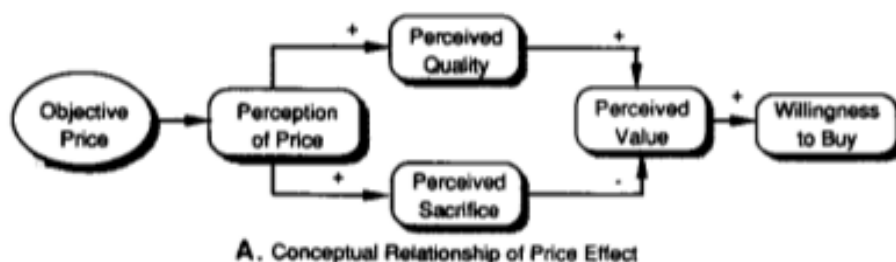 Objective
Price
Perception
of Price
+
Perceived
Quality
+
+
Perceived
Sacrifice
-
Perceived
Value
+
Willingness
to Buy
A. Conceptual Relationship of Price Effect